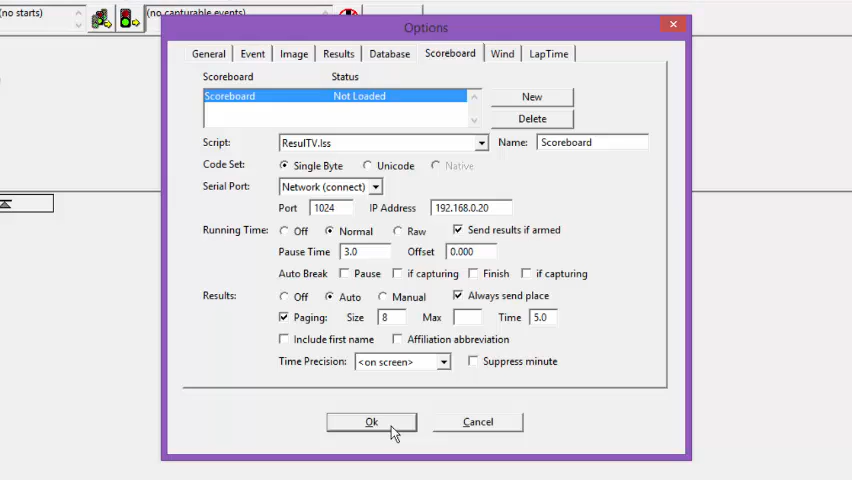 (no starts)
(no capturable events)
Options
General Event Image Results Database Scoreboard Wind LapTime
Scoreboard Status
Scoreboard Not Loaded
New
Delete
Script: ResulTV.lss Name: Scoreboard
Code Set: Single Byte Unicode Native
Serial Port: Network (connect)
Port 1024 IP Address 192.168.0.20
Running Time: Off Normal Raw Send results if armed
Pause Time 3.0 Offset 0.000
Auto Break Pause if capturing Finish if capturing
Results: Off Auto Manual Always send place
Paging: Size 8 Max Time 5.0
Include first name Affiliation abbreviation
Time Precision: <on screen> Suppress minute
Ok Cancel